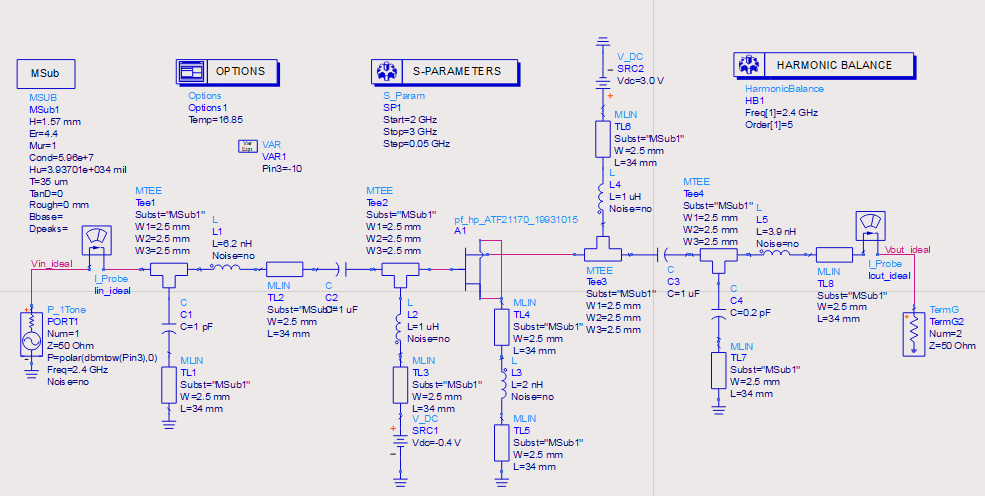 MSub
MSUB
MSub1
H=1.57 mm
Er=4.4
Mur=1
Cond=5.96e+7
Hu=3.93701e+034 mil
T=35 um
TanD=0
Rough=0 mm
Bbase=
Dpeaks=
OPTIONS
Options
Options1
Temp=16.85
Var
Eqn
VAR
VAR1
Pin3=-10
S-PARAMETERS
S_Param
SP1
Start=2 GHz
Stop=3 GHz
Step=0.05 GHz
V_DC
SRC2
Vdc=3.0 V
HARMONIC BALANCE
HarmonicBalance
HB1
Freq[1]=2.4 GHz
Order[1]=5
MLIN
TL6
Subst="MSub1"
W=2.5 mm
L=34 mm
L
L4
L=1 uH
Noise=no
Vin_ideal
I_Probe
Iin_ideal
P_1Tone
PORT1
Num=1
Z=50 Ohm
P=polar(dbmtow(Pin3),0)
Freq=2.4 GHz
Noise=no
MTEE
Tee1
Subst="MSub1"
W1=2.5 mm
W2=2.5 mm
W3=2.5 mm
L
L1
L=6.2 nH
Noise=no
C
C1
C=1 pF
MLIN
TL1
Subst="MSub1"
W=2.5 mm
L=34 mm
MLIN
TL2
Subst="MSub1"
W=2.5 mm
L=34 mm
C
C2
C=1 uF
MTEE
Tee2
Subst="MSub1"
W1=2.5 mm
W2=2.5 mm
W3=2.5 mm
L
L2
L=1 uH
Noise=no
MLIN
TL3
Subst="MSub1"
W=2.5 mm
L=34 mm
V_DC
SRC1
Vdc=-0.4 V
pf_hp_ATF21170_19931015
A1
MLIN
TL4
Subst="MSub1"
W=2.5 mm
L=34 mm
L
L3
L=2 nH
Noise=no
MLIN
TL5
Subst="MSub1"
W=2.5 mm
L=34 mm
MTEE
Tee3
Subst="MSub1"
W1=2.5 mm
W2=2.5 mm
W3=2.5 mm
C
C3
C=1 uF
MTEE
Tee4
Subst="MSub1"
W1=2.5 mm
W2=2.5 mm
W3=2.5 mm
C
C4
C=0.2 pF
MLIN
TL7
Subst="MSub1"
W=2.5 mm
L=34 mm
L
L5
L=3.9 nH
Noise=no
MLIN
TL8
Subst="MSub1"
W=2.5 mm
L=34 mm
I_Probe
Iout_ideal
Vout_ideal
TermG
TermG2
Num=2
Z=50 Ohm